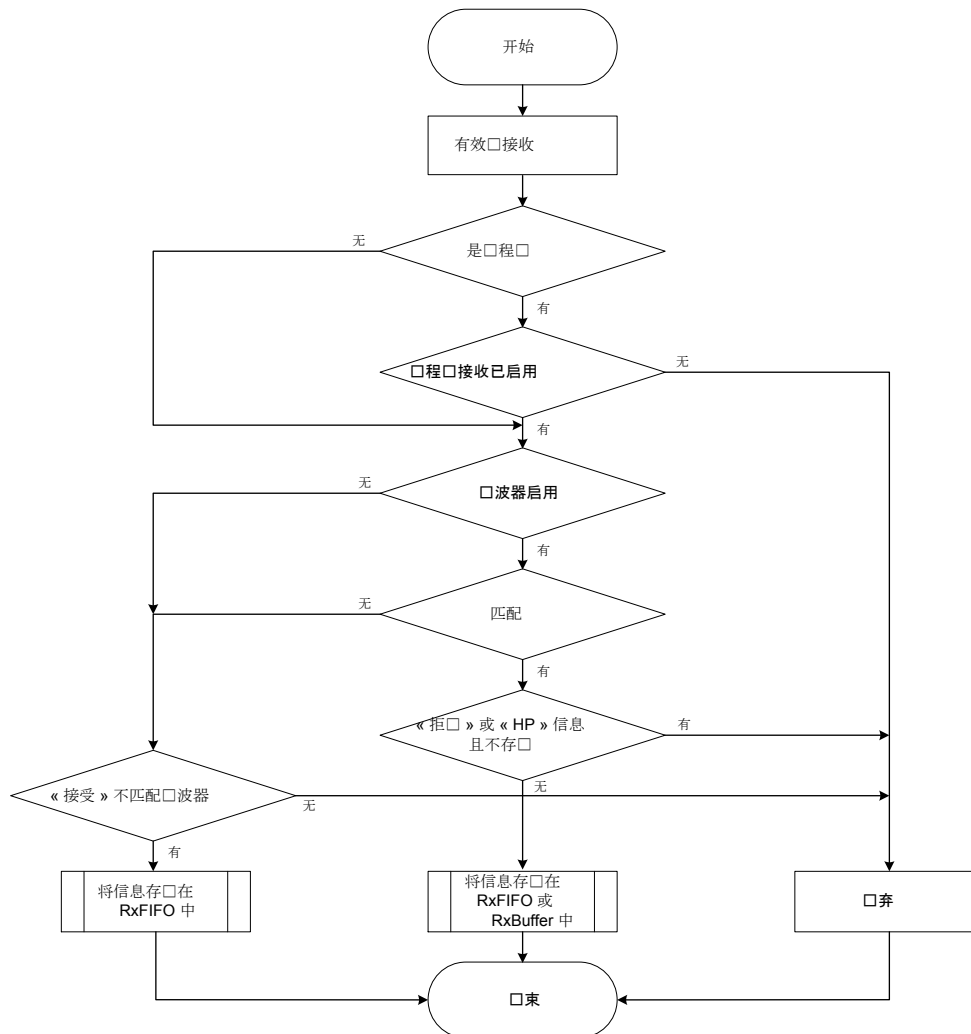 开始
有效□接收
无
是□程□
有
□程□接收已启用
无
有
无
□波器启用
有
无
匹配
有
« 拒□ » 或 « HP » 信息
且不存□
有
无
« 接受 » 不匹配□波器
无
有
将信息存□在
RxFIFO 中
将信息存□在
RxFIFO 或
RxBuffer 中
□弃
□束